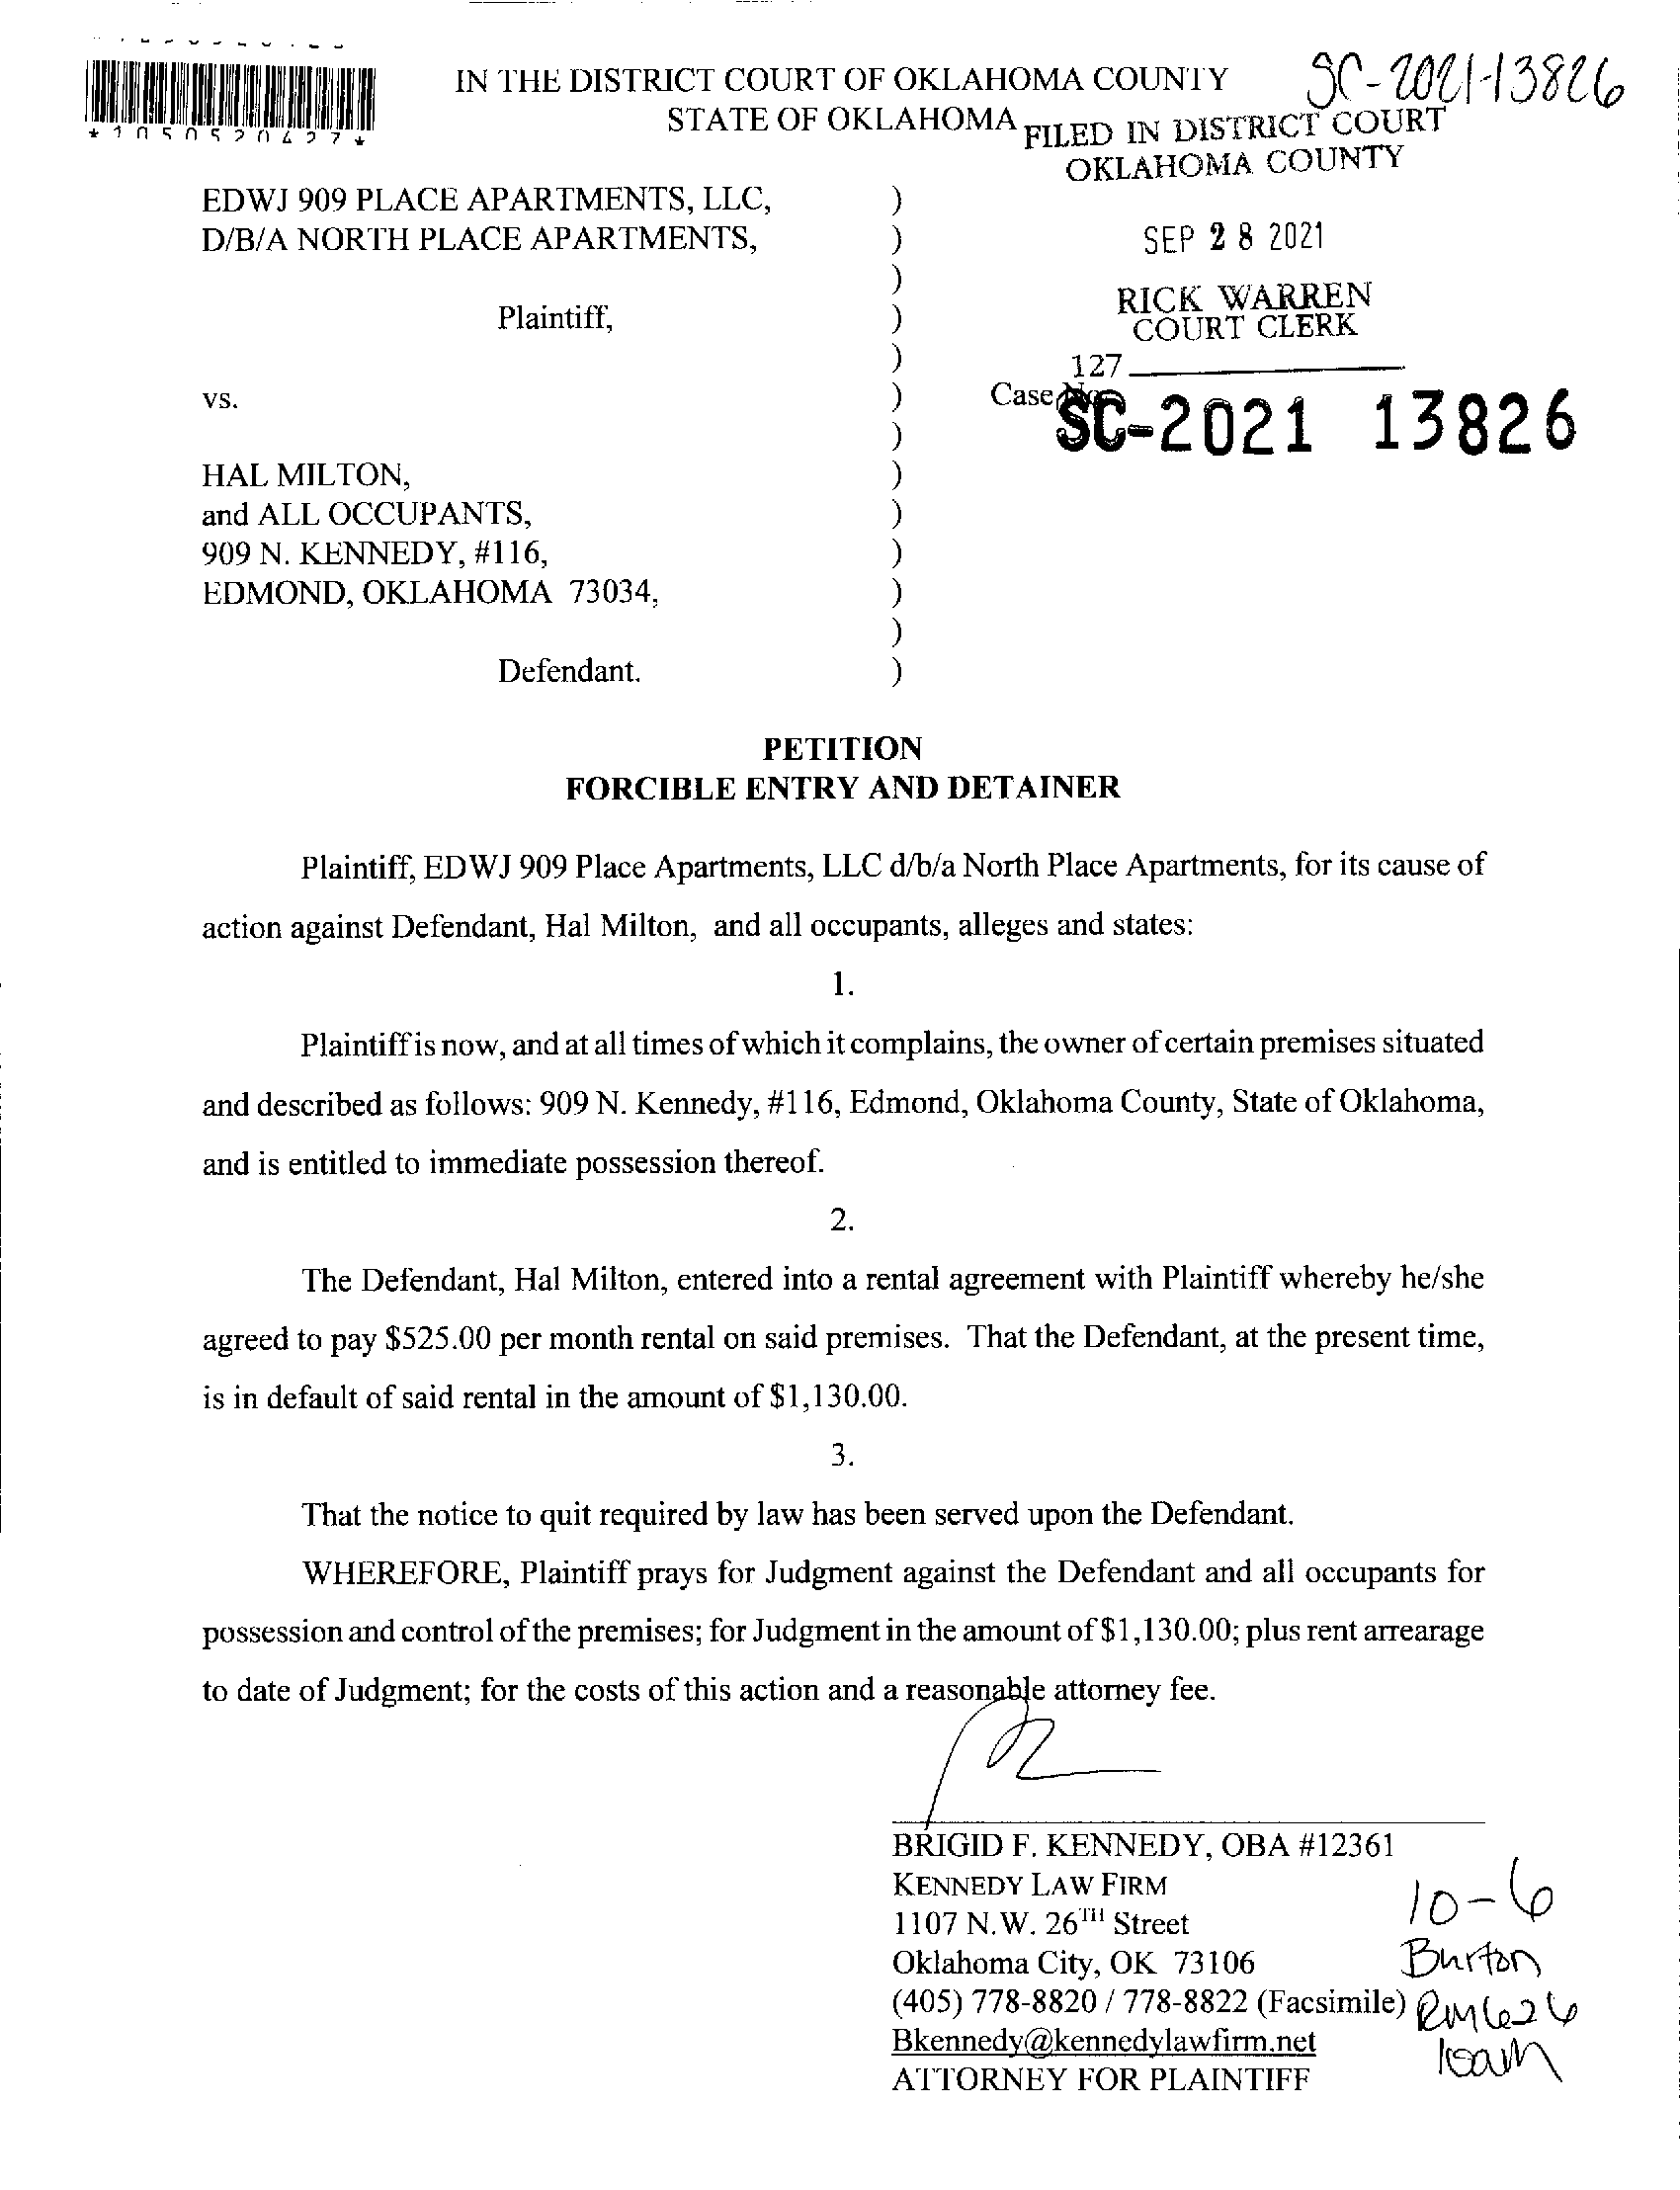 IN THE DISTRICT COURT OF OKLAHOMA COUNTY
SC-2021-13826
STATE OF OKLAHOMA
FILED IN DISTRICT COURT
OKLAHOMA COUNTY
*1050520427*
EDWJ 909 PLACE APARTMENTS, LLC, )
D/B/A NORTH PLACE APARTMENTS, )
SEP 28 2021
)
Plaintiff, )
RICK WARREN
COURT CLERK
)
127
vs. )
Case No.
SC-2021 13826
)
HAL MILTON, )
and ALL OCCUPANTS, )
909 N. KENNEDY, #116, )
EDMOND, OKLAHOMA 73034, )
)
Defendant. )
PETITION
FORCIBLE ENTRY AND DETAINER
Plaintiff, EDWJ 909 Place Apartments, LLC d/b/a North Place Apartments, for its cause of
action against Defendant, Hal Milton, and all occupants, alleges and states:
1.
Plaintiff is now, and at all times of which it complains, the owner of certain premises situated
and described as follows: 909 N. Kennedy, #116, Edmond, Oklahoma County, State of Oklahoma,
and is entitled to immediate possession thereof.
2.
The Defendant, Hal Milton, entered into a rental agreement with Plaintiff whereby he/she
agreed to pay $525.00 per month rental on said premises. That the Defendant, at the present time,
is in default of said rental in the amount of $1,130.00.
3.
That the notice to quit required by law has been served upon the Defendant.
WHEREFORE, Plaintiff prays for Judgment against the Defendant and all occupants for
possession and control of the premises; for Judgment in the amount of $1,130.00; plus rent arrearage
to date of Judgment; for the costs of this action and a reasonable attorney fee.
BRIGID F. KENNEDY, OBA #12361
KENNEDY LAW FIRM
1107 N.W. 26TH Street
Oklahoma City, OK 73106
(405) 778-8820 / 778-8822 (Facsimile)
Bkennedy@kennedylawfirm.net
ATTORNEY FOR PLAINTIFF
10-6
Burton
Rm 626
10am